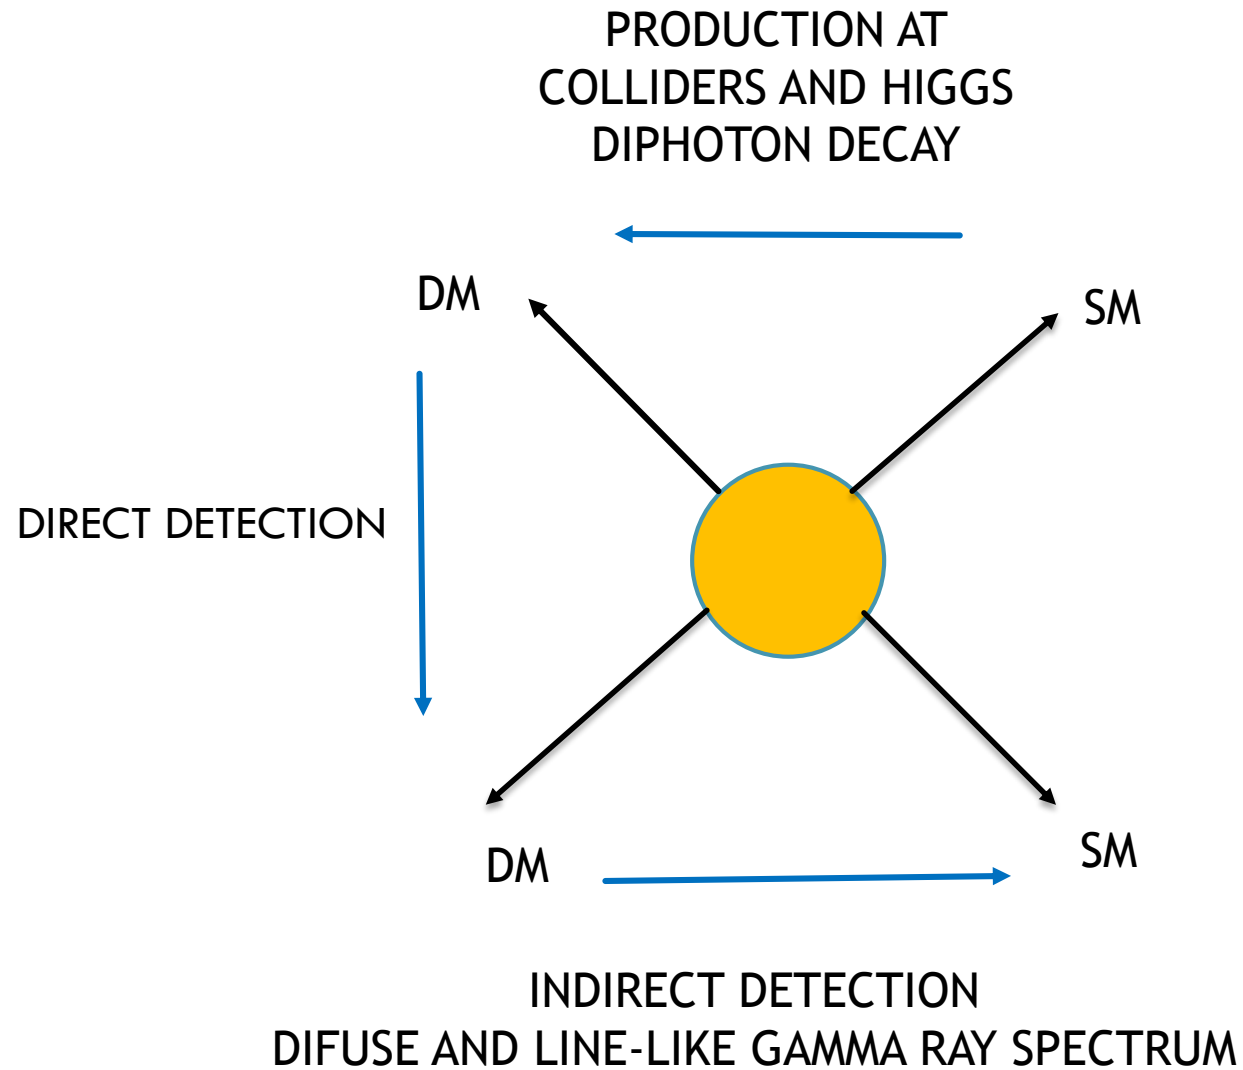 PRODUCTION AT
COLLIDERS AND HIGGS
DIPHOTON DECAY
DM
SM
DIRECT DETECTION
DM
SM
INDIRECT DETECTION
DIFUSE AND LINE-LIKE GAMMA RAY SPECTRUM